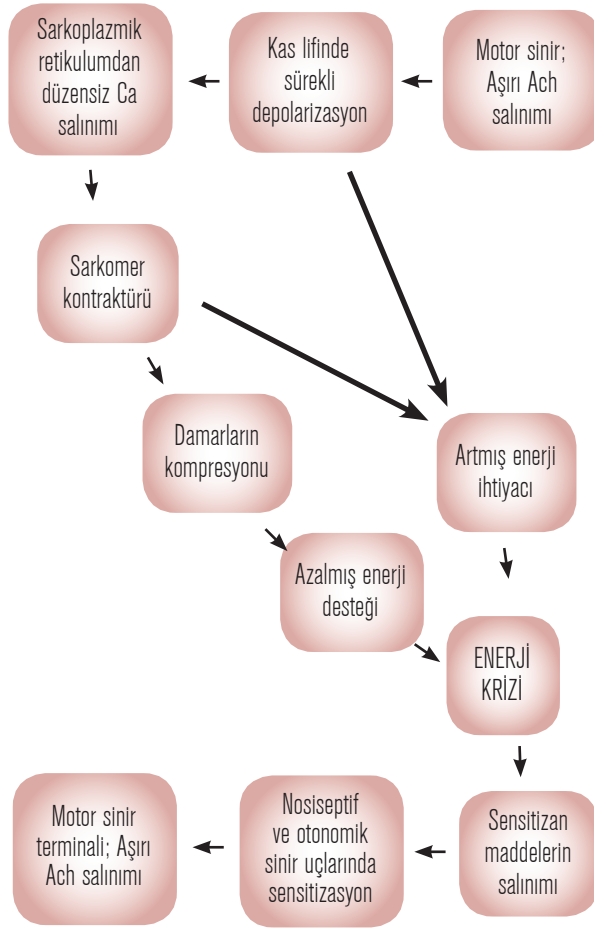 Motor sinir;
Aşırı Ach
salınımı
Kas lifinde
sürekli
depolarizasyon
Sarkoplazmik
retikulumdan
düzensiz Ca
salınımı
Sarkomer
kontraktürü
Damarların
kompresyonu
Azalmış enerji
desteği
Artmış enerji
ihtiyacı
ENERJİ
KRİZİ
Sensitizan
maddelerin
salınımı
Nosiseptif
ve otonomik
sinir uçlarında
sensitizasyon
Motor sinir
terminali; Aşırı
Ach salınımı